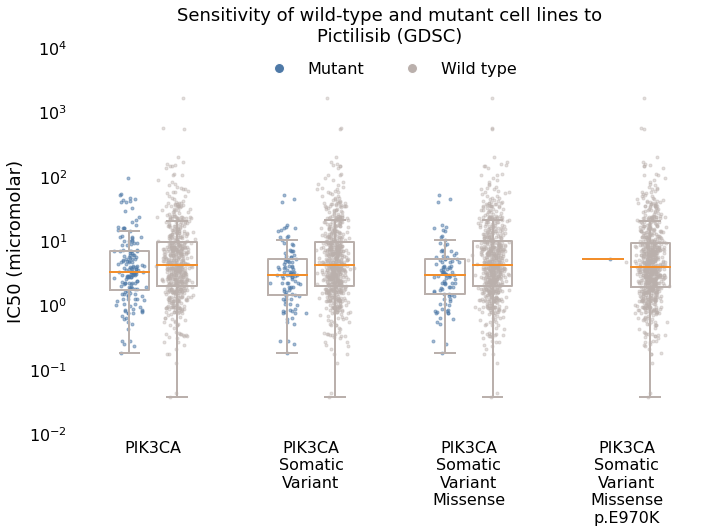 Sensitivity of wild-type and mutant cell lines to
Pictilisib (GDSC)
Mutant
Wild type
IC50 (micromolar)
10⁴
10³
10²
10¹
10⁰
10⁻¹
10⁻²
PIK3CA
PIK3CA
Somatic
Variant
PIK3CA
Somatic
Variant
Missense
PIK3CA
Somatic
Variant
Missense
p.E970K